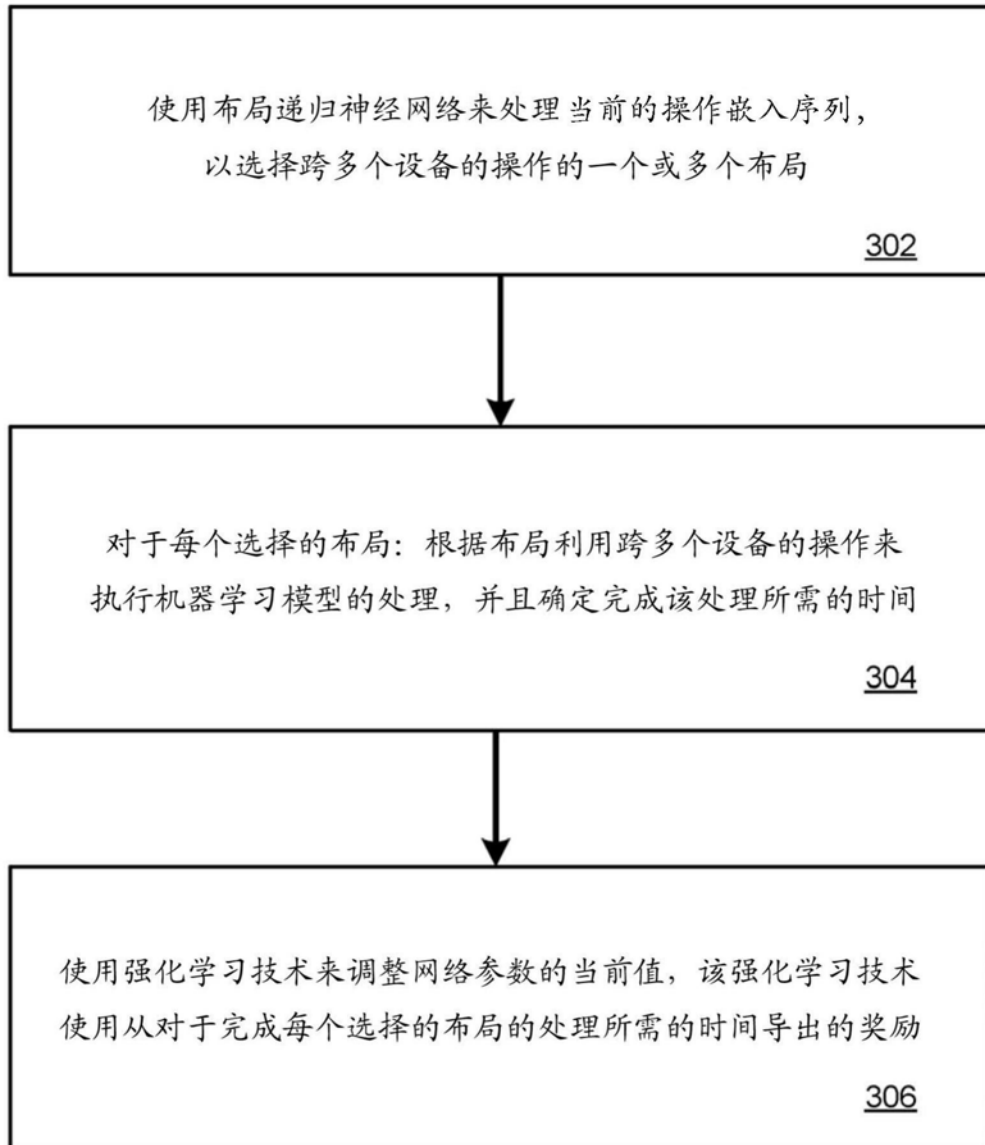 使用布局递归神经网络来处理当前的操作嵌入序列，
以选择跨多个设备的操作的一个或多个布局
302
对于每个选择的布局：根据布局利用跨多个设备的操作来
执行机器学习模型的处理，并且确定完成该处理所需的时间
304
使用强化学习技术来调整网络参数的当前值，该强化学习技术
使用从对于完成每个选择的布局的处理所需的时间导出的奖励
306